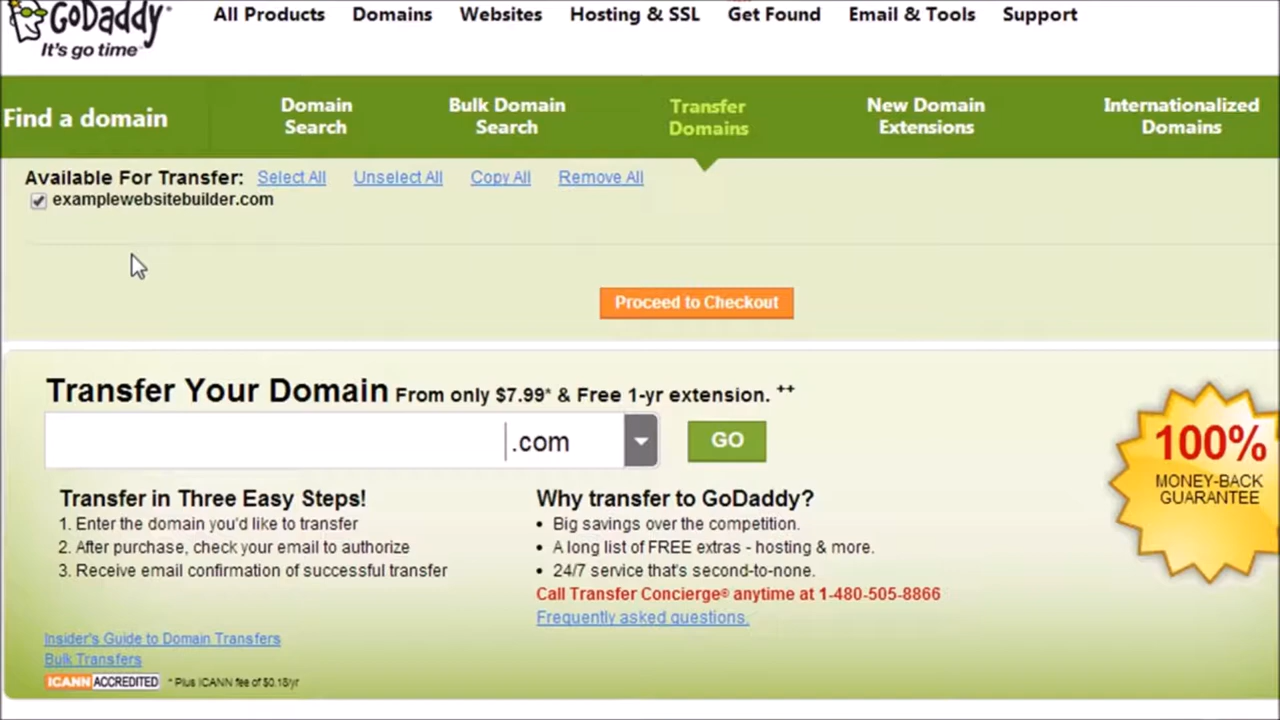 GoDaddy
It's go time
All Products Domains Websites Hosting & SSL Get Found Email & Tools Support
Find a domain
Domain Search
Bulk Domain Search
Transfer Domains
New Domain Extensions
Internationalized Domains
Available For Transfer: Select All Unselect All Copy All Remove All
examplewebsitebuilder.com
Proceed to Checkout
Transfer Your Domain From only $7.99* & Free 1-yr extension. ++
.com
GO
100%
MONEY-BACK
GUARANTEE
Transfer in Three Easy Steps!
1. Enter the domain you'd like to transfer
2. After purchase, check your email to authorize
3. Receive email confirmation of successful transfer
Why transfer to GoDaddy?
• Big savings over the competition.
• A long list of FREE extras - hosting & more.
• 24/7 service that's second-to-none.
Call Transfer Concierge® anytime at 1-480-505-8866
Frequently asked questions.
Insider's Guide to Domain Transfers
Bulk Transfers
ICANN ACCREDITED * Plus ICANN fee of $0.18/yr